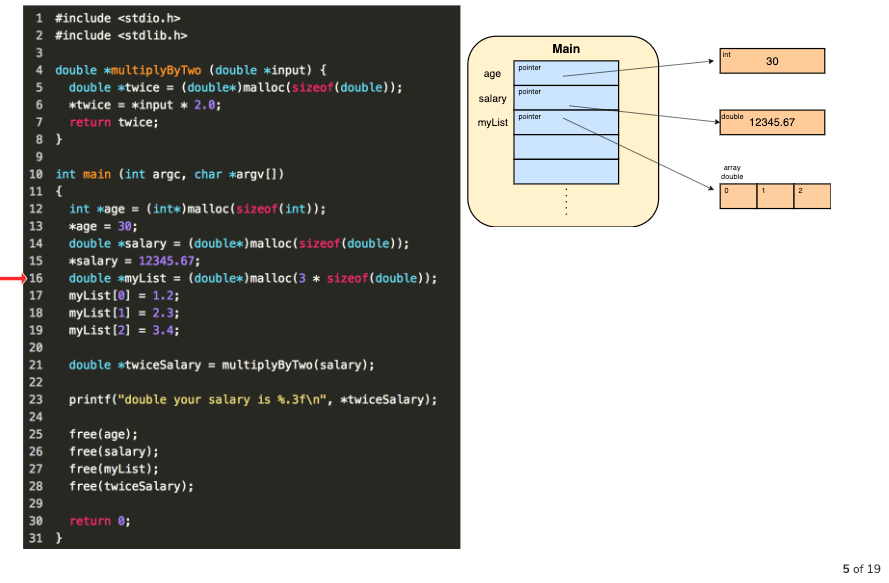 1 #include <stdio.h>
2 #include <stdlib.h>
3
4 double *multiplyByTwo (double *input) {
5   double *twice = (double*)malloc(sizeof(double));
6   *twice = *input * 2.0;
7   return twice;
8 }
9
10 int main (int argc, char *argv[])
11 {
12   int *age = (int*)malloc(sizeof(int));
13   *age = 30;
14   double *salary = (double*)malloc(sizeof(double));
15   *salary = 12345.67;
16   double *myList = (double*)malloc(3 * sizeof(double));
17   myList[0] = 1.2;
18   myList[1] = 2.3;
19   myList[2] = 3.4;
20
21   double *twiceSalary = multiplyByTwo(salary);
22
23   printf("double your salary is %.3f\n", *twiceSalary);
24
25   free(age);
26   free(salary);
27   free(myList);
28   free(twiceSalary);
29
30   return 0;
31 }
Main
age pointer
salary pointer
myList pointer
int
30
double 12345.67
array
double
0 1 2
5 of 19